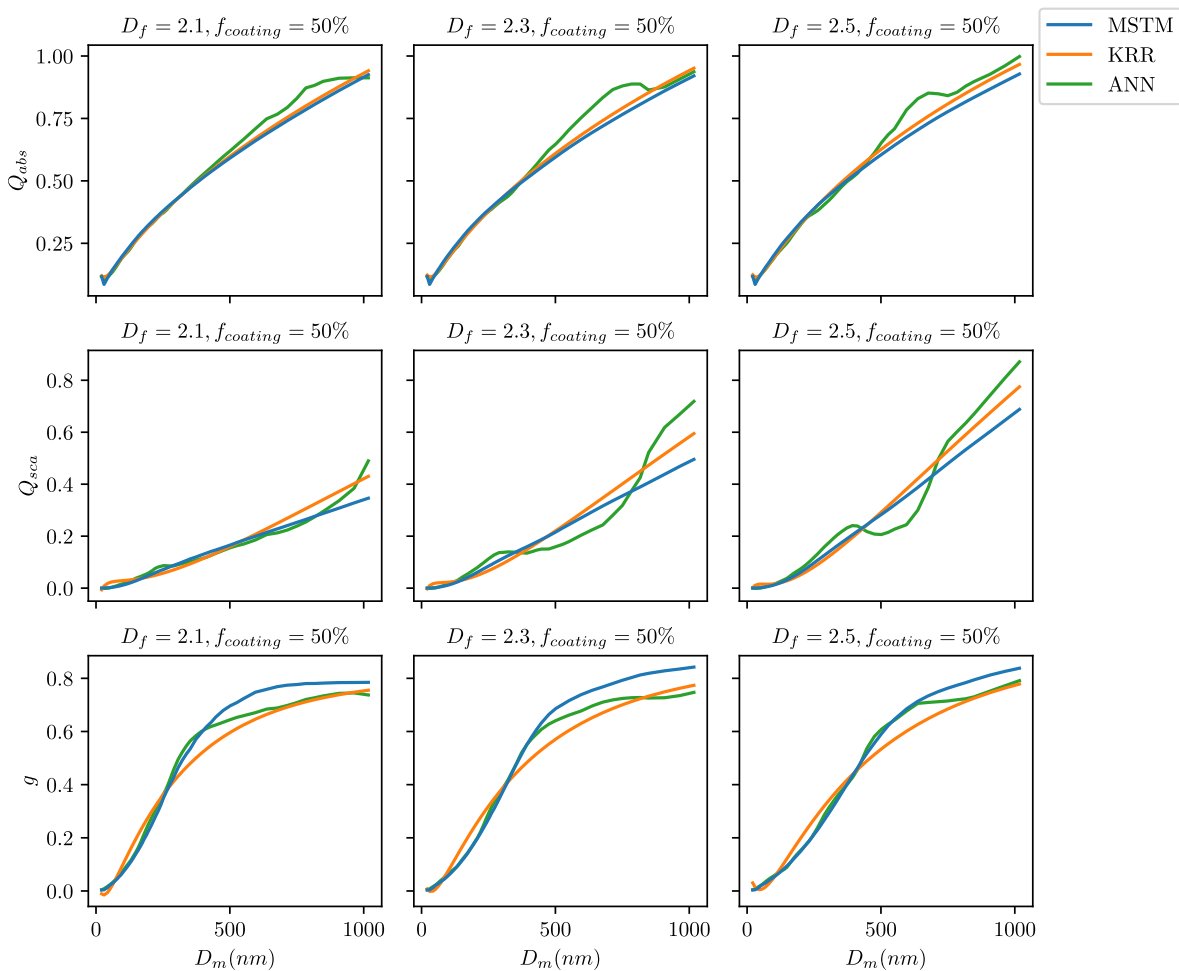 D_f = 2.1, f_coating = 50%
D_f = 2.3, f_coating = 50%
D_f = 2.5, f_coating = 50%
MSTM
KRR
ANN
1.00
0.75
0.50
0.25
Q_abs
D_f = 2.1, f_coating = 50%
D_f = 2.3, f_coating = 50%
D_f = 2.5, f_coating = 50%
0.8
0.6
0.4
0.2
0.0
Q_sca
D_f = 2.1, f_coating = 50%
D_f = 2.3, f_coating = 50%
D_f = 2.5, f_coating = 50%
0.8
0.6
0.4
0.2
0.0
g
0 500 1000
0 500 1000
0 500 1000
D_m(nm)
D_m(nm)
D_m(nm)